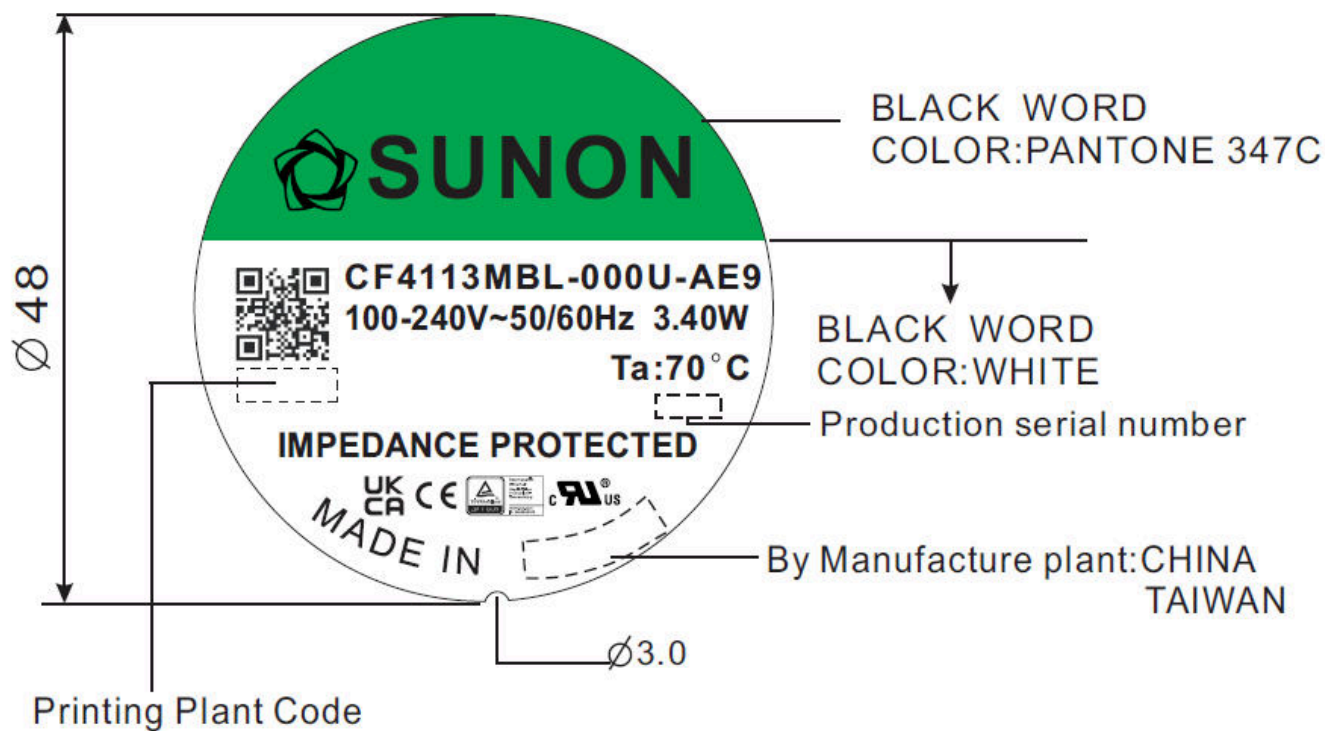 BLACK WORD
COLOR:PANTONE 347C
SUNON
Ø 48
CF4113MBL-000U-AE9
100-240V~50/60Hz 3.40W
Ta:70°C
BLACK WORD
COLOR:WHITE
Production serial number
IMPEDANCE PROTECTED
UK
CA CE C RU® US
MADE IN
By Manufacture plant:CHINA
TAIWAN
Ø3.0
Printing Plant Code